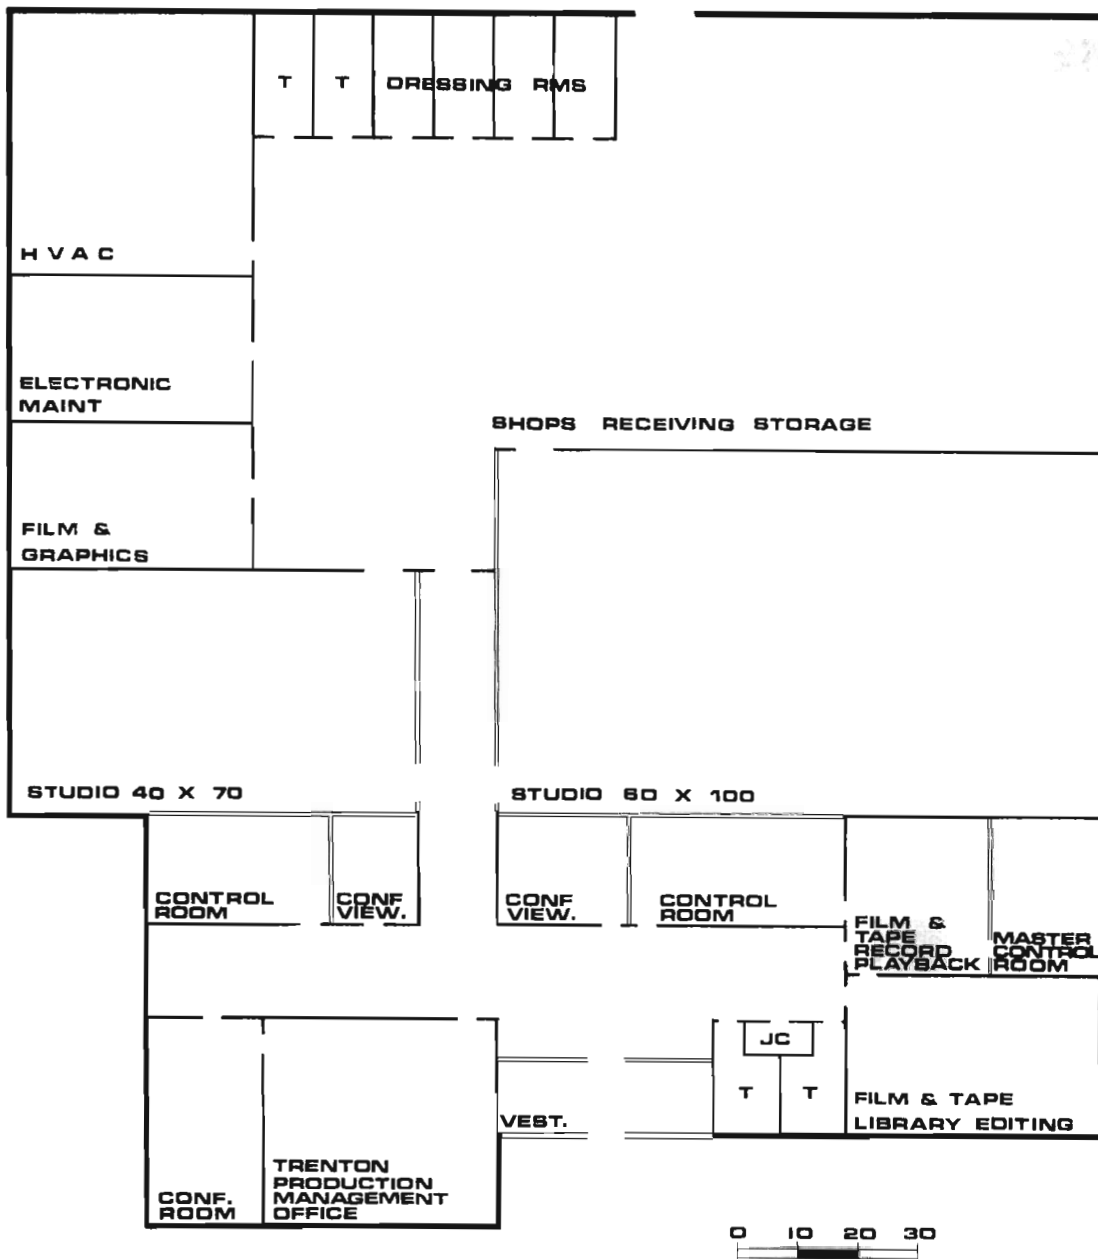 T T DRESSING RMS
HVAC
ELECTRONIC
MAINT
SHOPS RECEIVING STORAGE
FILM &
GRAPHICS
STUDIO 40 X 70
STUDIO 60 X 100
CONTROL
ROOM
CONF
VIEW.
CONF
VIEW.
CONTROL
ROOM
FILM &
TAPE
RECORD
PLAYBACK
MASTER
CONTROL
ROOM
JC
T T
VEST.
FILM & TAPE
LIBRARY EDITING
CONF.
ROOM
TRENTON
PRODUCTION
MANAGEMENT
OFFICE
0 10 20 30